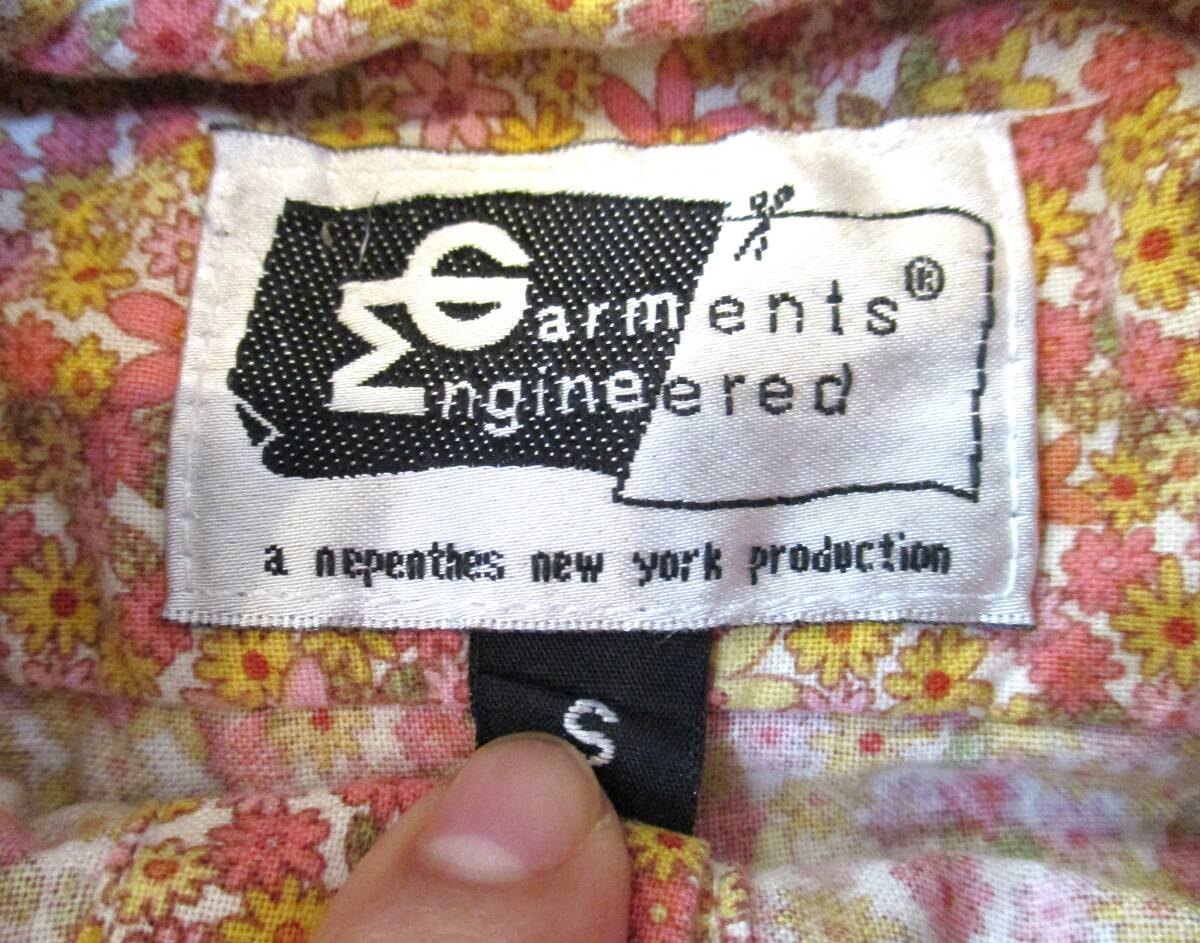 Garments®
Engineered
a nepenthes new york production
S